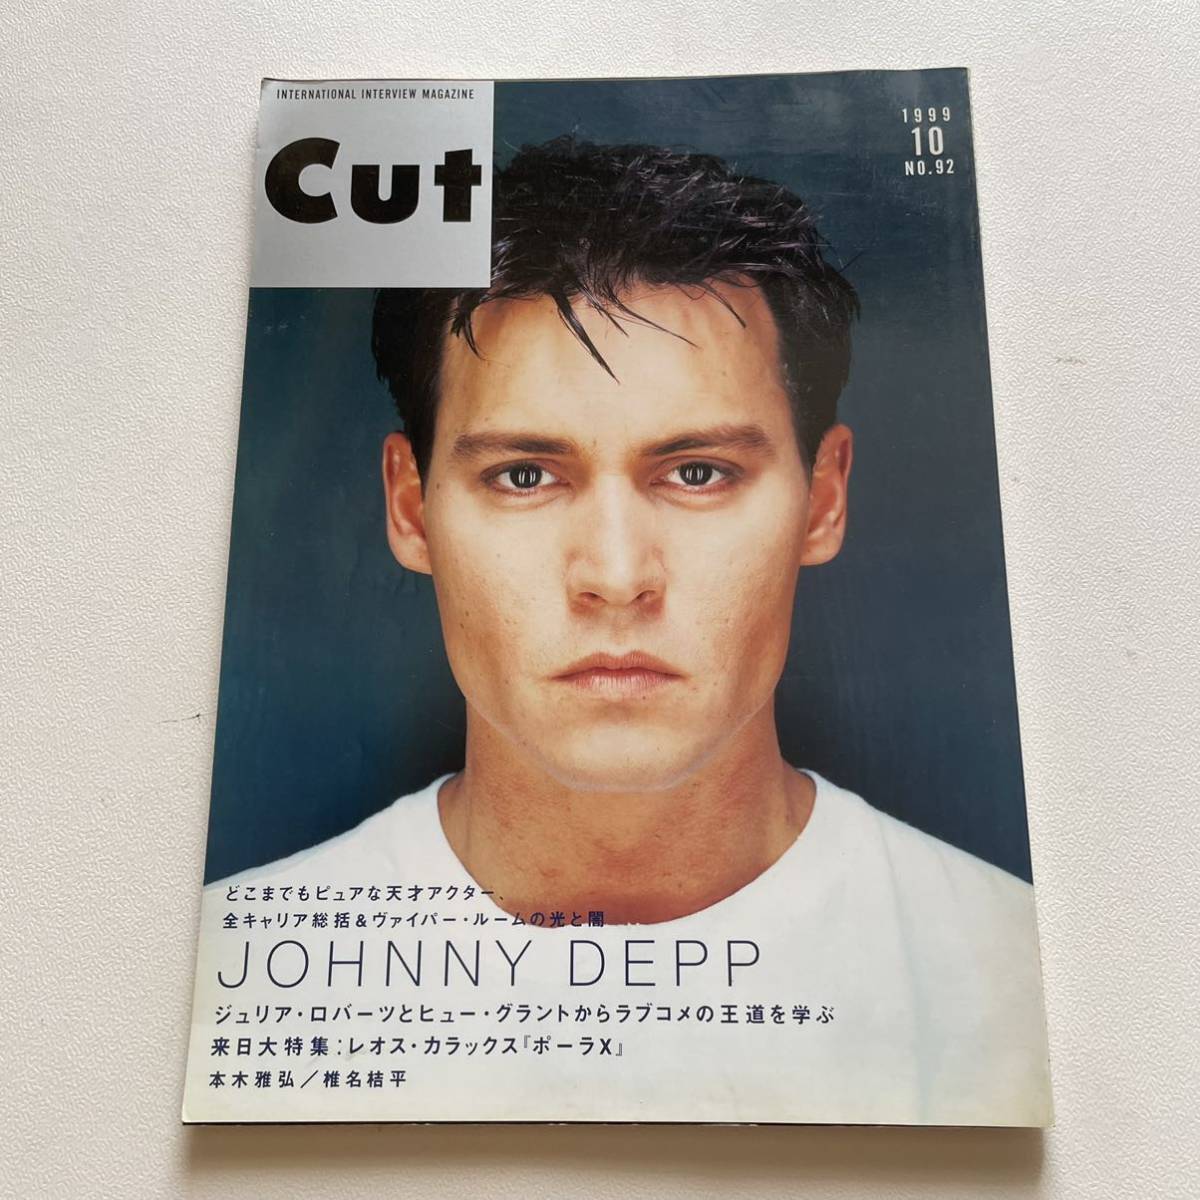 INTERNATIONAL INTERVIEW MAGAZINE
Cut
1999
10
NO.92
どこまでもピュアな天才アクター、
全キャリア総括&ヴァイパー・ルームの光と闇
JOHNNY DEPP
ジュリア・ロバーツとヒュー・グラントからラブコメの王道を学ぶ
来日大特集:レオス・カラックス『ポーラX』
本木雅弘/椎名桔平